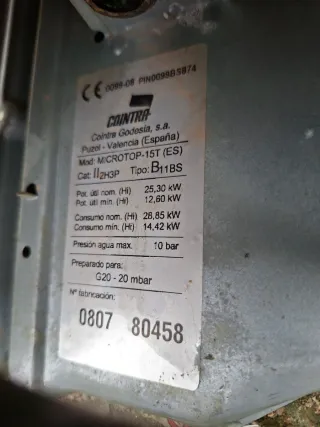 CE 0099-08 PIN0099BS874
COINTRA
Cointra Godesia, s.a.
Puzol - Valencia (España)
Mod: MICROTOP-15T (ES)
Cat: II2H3P Tipo: B11BS
Pot. útil nom. (Hi) 25,30 kW
Pot. útil min. (Hi) 12,60 kW
Consumo nom. (Hi) 28,85 kW
Consumo min. (Hi) 14,42 kW
Presión agua max. 10 bar
Preparado para:
G20 - 20 mbar
Nº fabricación:
0807 80458